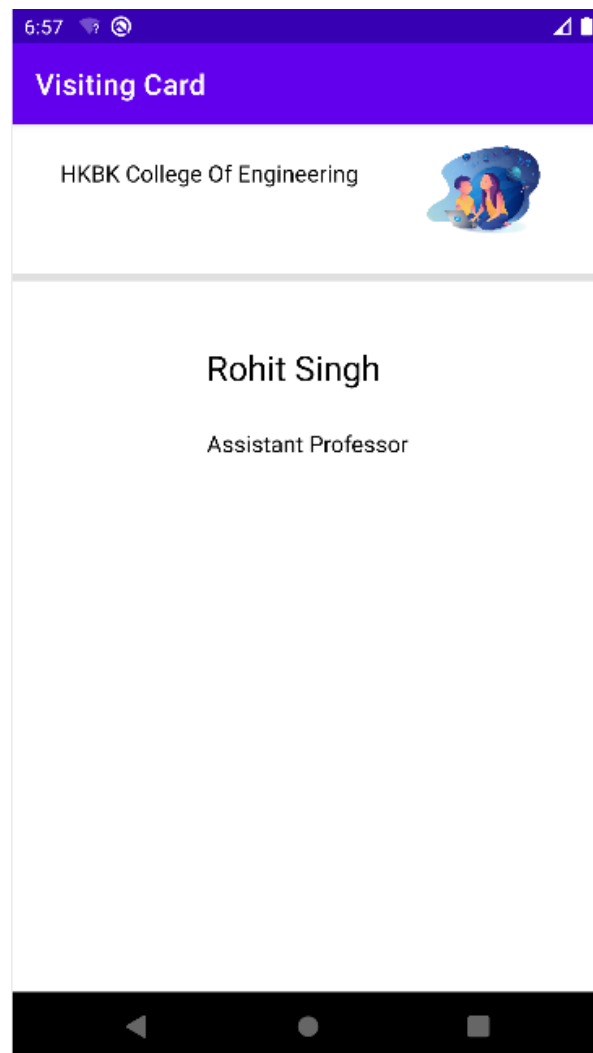 6:57
Visiting Card
HKBK College Of Engineering
Rohit Singh
Assistant Professor